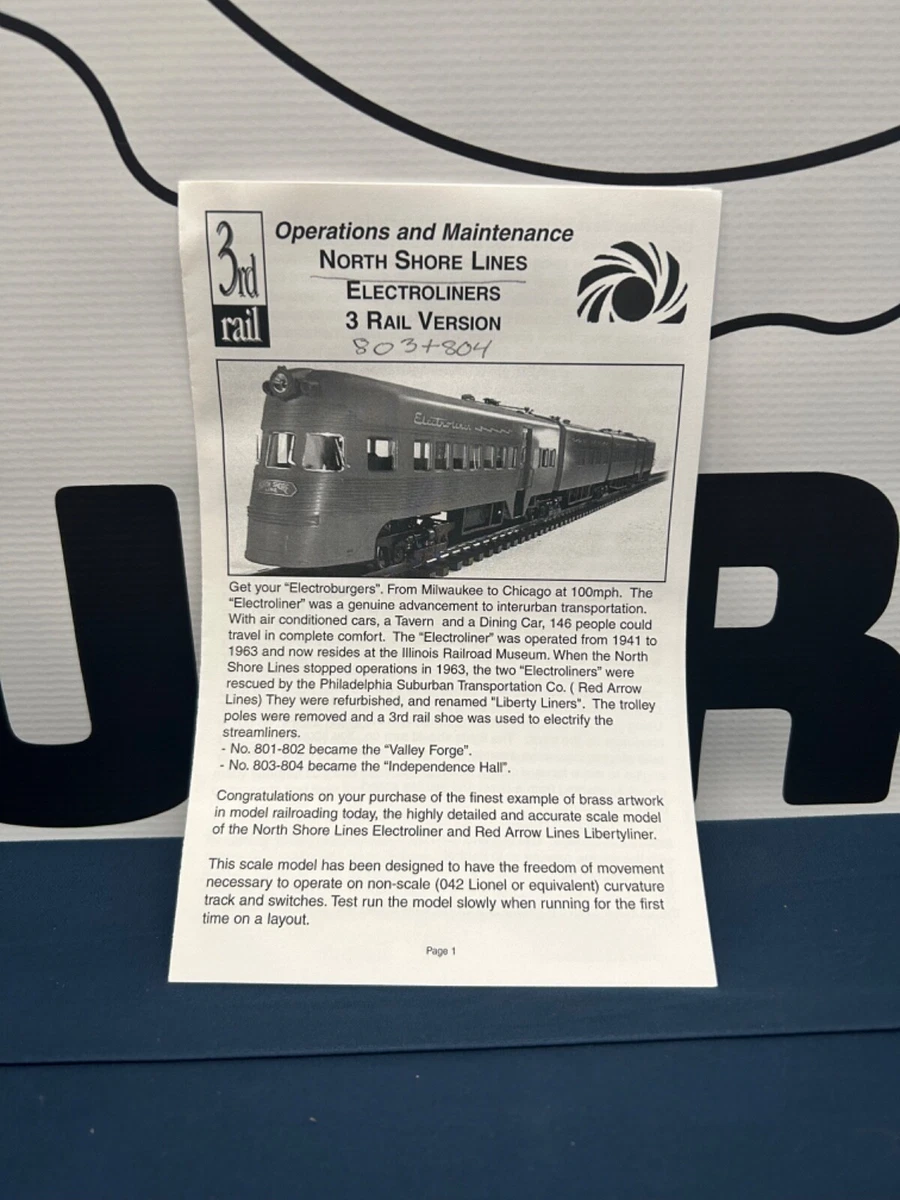 3rd
rail
Operations and Maintenance
NORTH SHORE LINES
ELECTROLINERS
3 RAIL VERSION
803+804
Electroliner
NORTH SHORE
LINE
Get your "Electroburgers". From Milwaukee to Chicago at 100mph. The
"Electroliner" was a genuine advancement to interurban transportation.
With air conditioned cars, a Tavern and a Dining Car, 146 people could
travel in complete comfort. The "Electroliner" was operated from 1941 to
1963 and now resides at the Illinois Railroad Museum. When the North
Shore Lines stopped operations in 1963, the two "Electroliners" were
rescued by the Philadelphia Suburban Transportation Co. ( Red Arrow
Lines) They were refurbished, and renamed "Liberty Liners". The trolley
poles were removed and a 3rd rail shoe was used to electrify the
streamliners.
- No. 801-802 became the "Valley Forge".
- No. 803-804 became the "Independence Hall".
Congratulations on your purchase of the finest example of brass artwork
in model railroading today, the highly detailed and accurate scale model
of the North Shore Lines Electroliner and Red Arrow Lines Libertyliner.
This scale model has been designed to have the freedom of movement
necessary to operate on non-scale (042 Lionel or equivalent) curvature
track and switches. Test run the model slowly when running for the first
time on a layout.
Page 1
U R